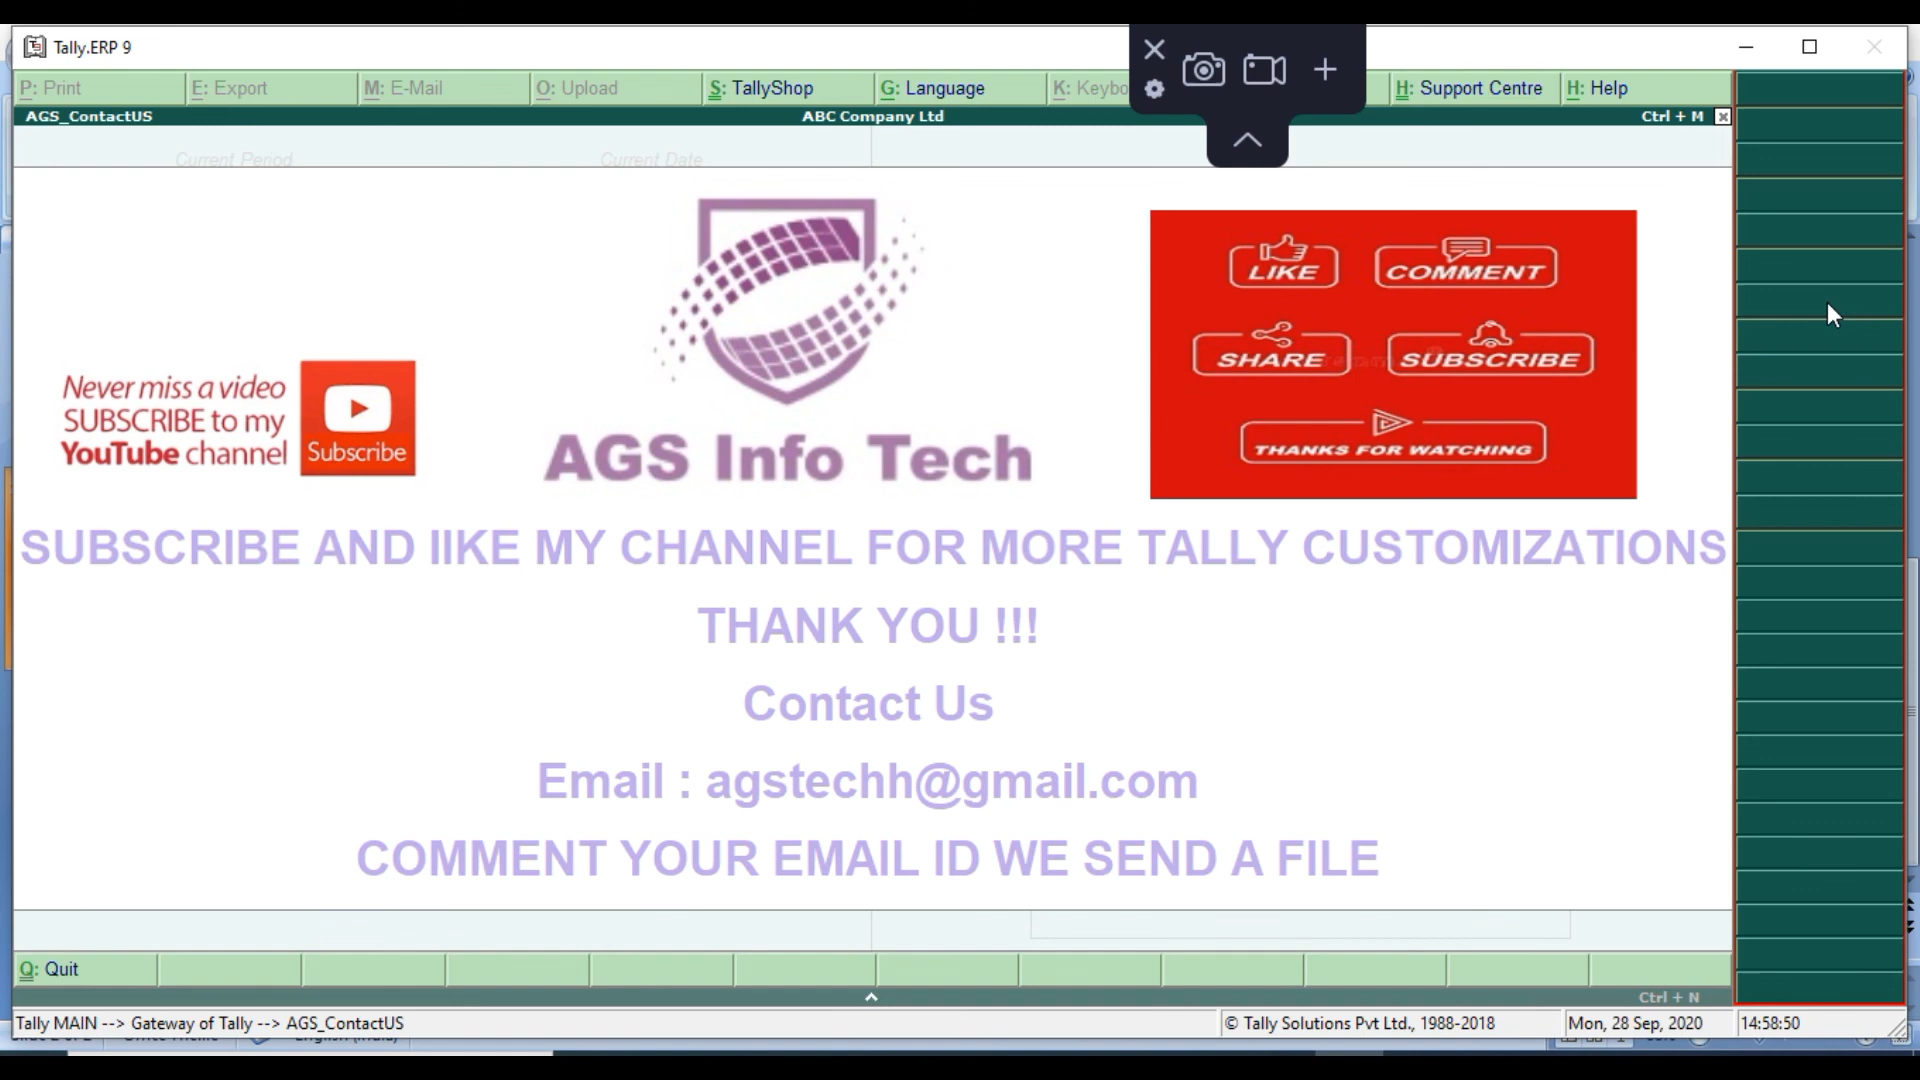 Tally.ERP 9
P: Print
E: Export
M: E-Mail
O: Upload
S: TallyShop
G: Language
K: Keybo
H: Support Centre
H: Help
AGS_ContactUS
ABC Company Ltd
Ctrl + M
Current Period
Current Date
LIKE
COMMENT
SHARE
SUBSCRIBE
THANKS FOR WATCHING
Never miss a video
SUBSCRIBE to my
YouTube channel
Subscribe
AGS Info Tech
SUBSCRIBE AND lIKE MY CHANNEL FOR MORE TALLY CUSTOMIZATIONS
THANK YOU !!!
Contact Us
Email : agstechh@gmail.com
COMMENT YOUR EMAIL ID WE SEND A FILE
Q: Quit
Ctrl + N
Tally MAIN --> Gateway of Tally --> AGS_ContactUS
© Tally Solutions Pvt Ltd., 1988-2018
Mon, 28 Sep, 2020
14:58:50